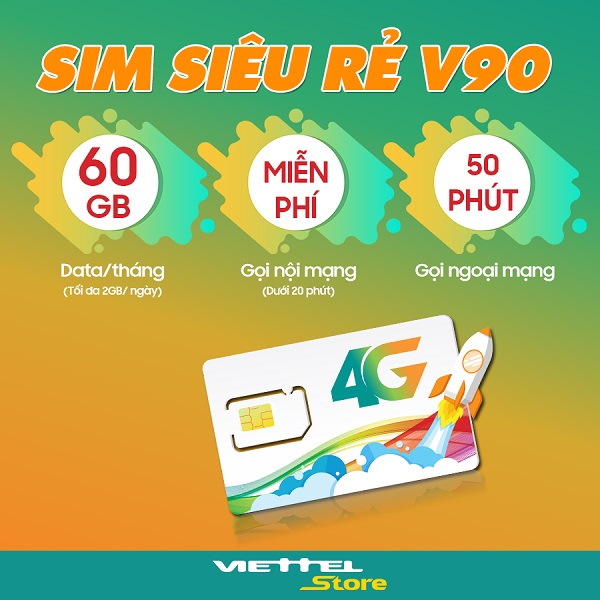 SIM SIÊU RẺ V90
60
GB
MIỄN
PHÍ
50
PHÚT
Data/tháng
(Tối đa 2GB/ ngày)
Gọi nội mạng
(Dưới 20 phút)
Gọi ngoại mạng
4G
VIETTEL
Store